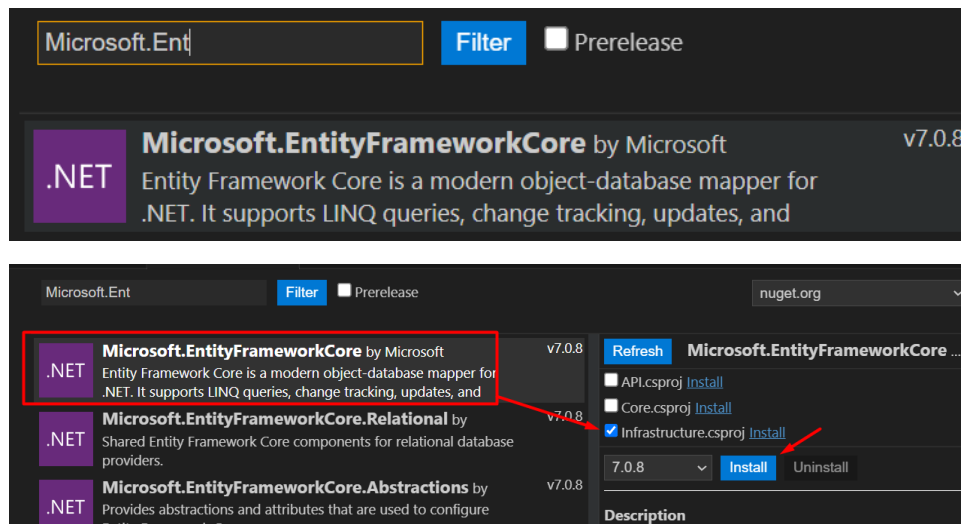 Microsoft.Ent
Filter
Prerelease
.NET
Microsoft.EntityFrameworkCore by Microsoft
v7.0.8
Entity Framework Core is a modern object-database mapper for
.NET. It supports LINQ queries, change tracking, updates, and
Microsoft.Ent
Filter
Prerelease
nuget.org
.NET
Microsoft.EntityFrameworkCore by Microsoft
v7.0.8
Entity Framework Core is a modern object-database mapper for
.NET. It supports LINQ queries, change tracking, updates, and
.NET
Microsoft.EntityFrameworkCore.Relational by
v7.0.8
Shared Entity Framework Core components for relational database
providers.
.NET
Microsoft.EntityFrameworkCore.Abstractions by
v7.0.8
Provides abstractions and attributes that are used to configure
Refresh
Microsoft.EntityFrameworkCore ...
API.csproj Install
Core.csproj Install
Infrastructure.csproj Install
7.0.8
Install
Uninstall
Description